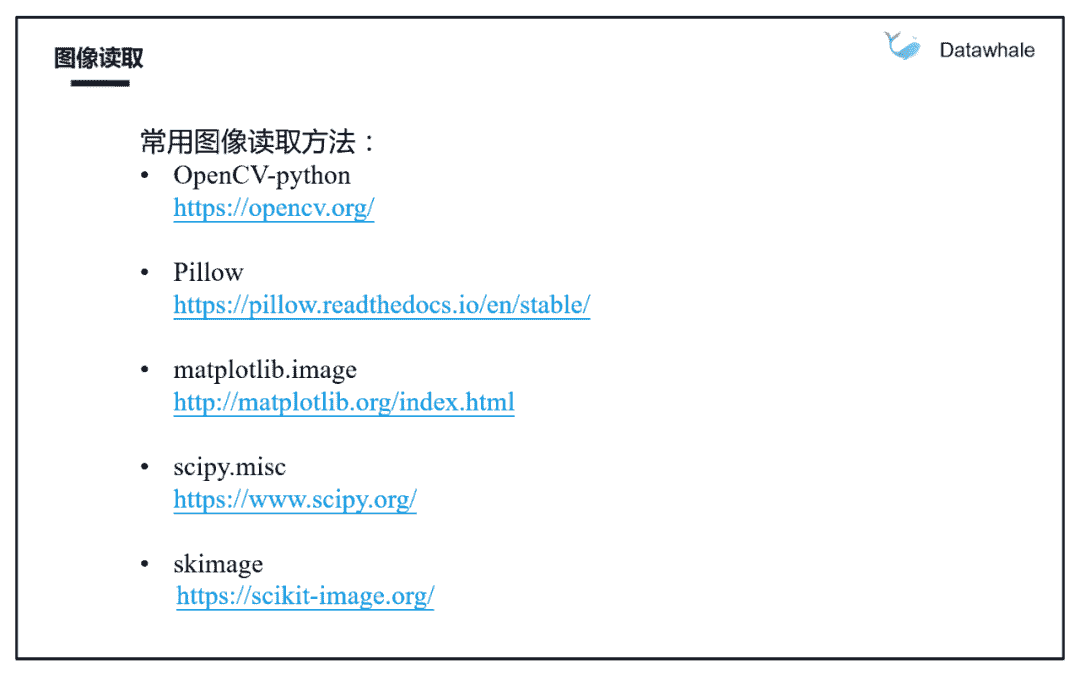 图像读取
Datawhale
常用图像读取方法：
• OpenCV-python
https://opencv.org/
• Pillow
https://pillow.readthedocs.io/en/stable/
• matplotlib.image
http://matplotlib.org/index.html
• scipy.misc
https://www.scipy.org/
• skimage
https://scikit-image.org/